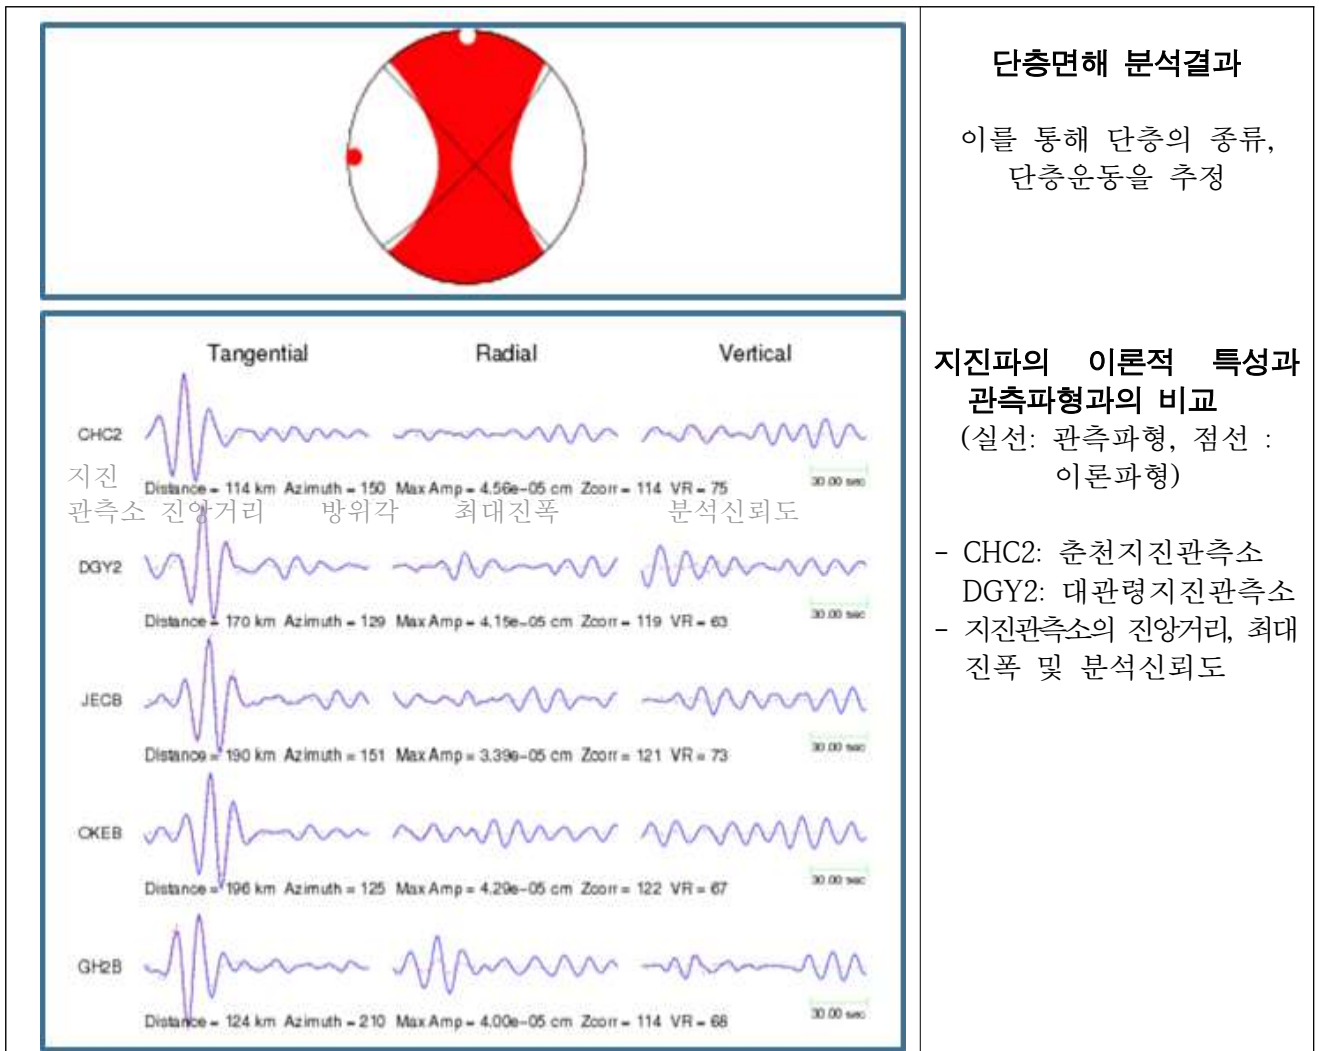 단층면해 분석결과
이를 통해 단층의 종류,
단층운동을 추정
Tangential Radial Vertical
CHC2
지진
Distance = 114 km Azimuth = 150 Max Amp = 4.56e-05 cm Zcorr = 114 VR = 75
30.00 sec
관측소 진앙거리 방위각 최대진폭 분석신뢰도
DGY2
Distance = 170 km Azimuth = 129 Max Amp = 4.15e-05 cm Zcorr = 119 VR = 63
30.00 sec
JECB
Distance = 190 km Azimuth = 151 Max Amp = 3.39e-05 cm Zcorr = 121 VR = 73
30.00 sec
OKEB
Distance = 196 km Azimuth = 125 Max Amp = 4.29e-05 cm Zcorr = 122 VR = 67
30.00 sec
GH2B
Distance = 124 km Azimuth = 210 Max Amp = 4.00e-05 cm Zcorr = 114 VR = 68
30.00 sec
지진파의 이론적 특성과
관측파형과의 비교
(실선: 관측파형, 점선 :
이론파형)
- CHC2: 춘천지진관측소
DGY2: 대관령지진관측소
- 지진관측소의 진앙거리, 최대
진폭 및 분석신뢰도